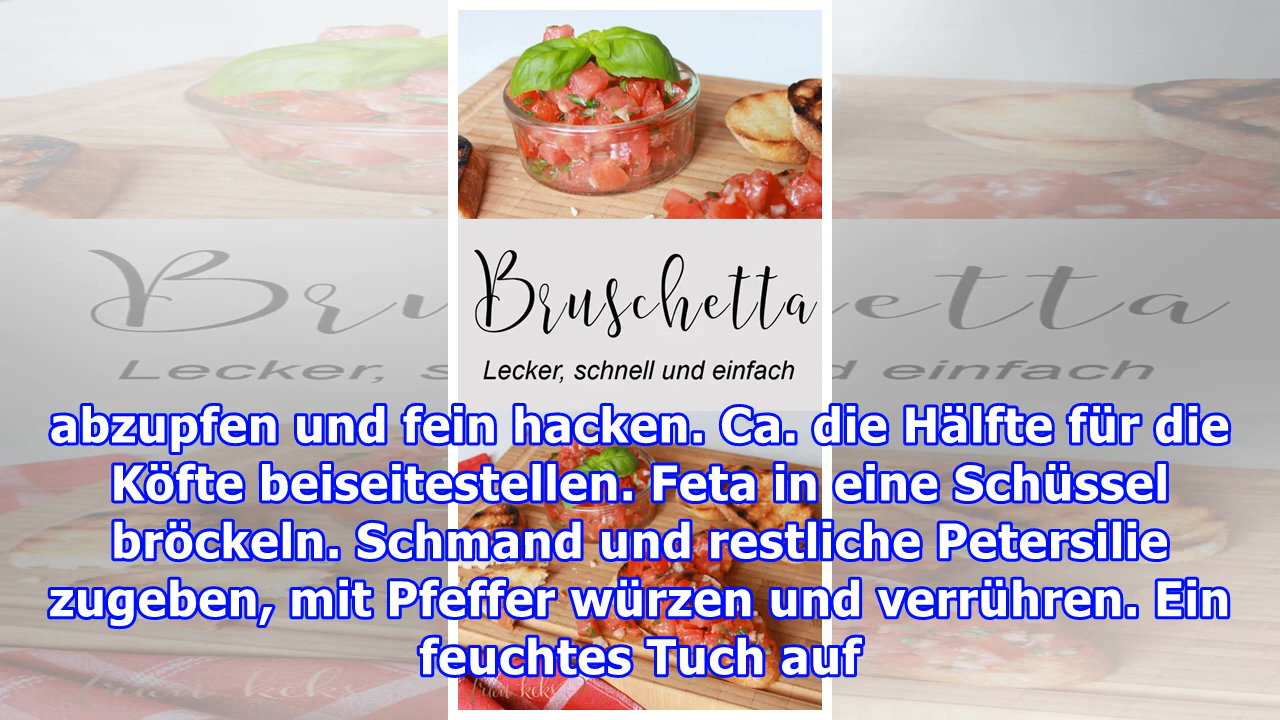 Bruschetta
Lecker, schnell und einfach
abzupfen und fein hacken. Ca. die Hälfte für die
Köfte beiseitestellen. Feta in eine Schüssel
bröckeln. Schmand und restliche Petersilie
zugeben, mit Pfeffer würzen und verrühren. Ein
feuchtes Tuch auf